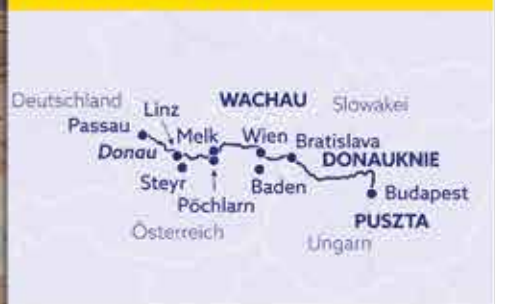 Deutschland
Linz
WACHAU
Slowakei
Passau
Melk
Wien
Bratislava
Donau
DONAUKNIE
Steyr
Baden
Budapest
Pöchlarn
PUSZTA
Österreich
Ungarn